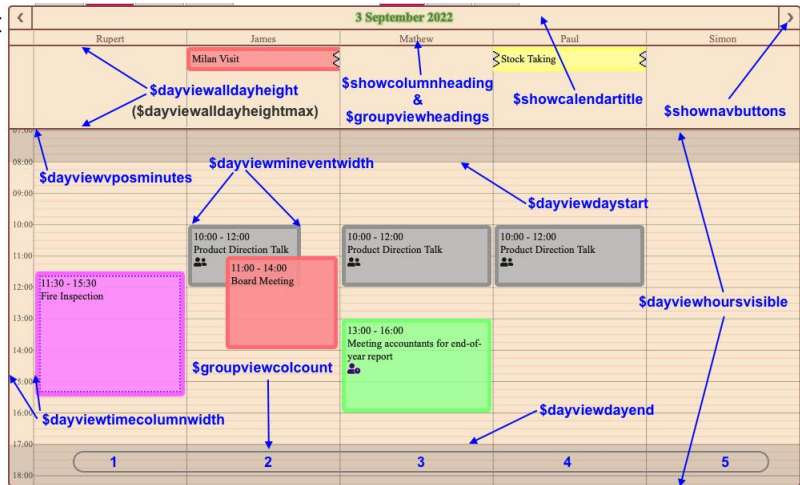 3 September 2022
Rupert James Mathew Paul Simon
Milan Visit
Stock Taking
$dayviewalldayheight
($dayviewalldayheightmax)
$showcolumnheading
&
$groupviewheadings
$showcalendartitle
$shownavbuttons
07:00
$dayviewmineventwidth
08:00
$dayviewvposminutes
09:00
$dayviewdaystart
10:00
10:00 - 12:00
Product Direction Talk
10:00 - 12:00
Product Direction Talk
10:00 - 12:00
Product Direction Talk
11:00
11:00 - 14:00
Board Meeting
11:30 - 15:30
Fire Inspection
12:00
$dayviewhoursvisible
13:00
13:00 - 16:00
Meeting accountants for end-of-
year report
14:00
$groupviewcolcount
15:00
$dayviewtimecolumnwidth
$dayviewdayend
16:00
17:00
1 2 3 4 5
18:00